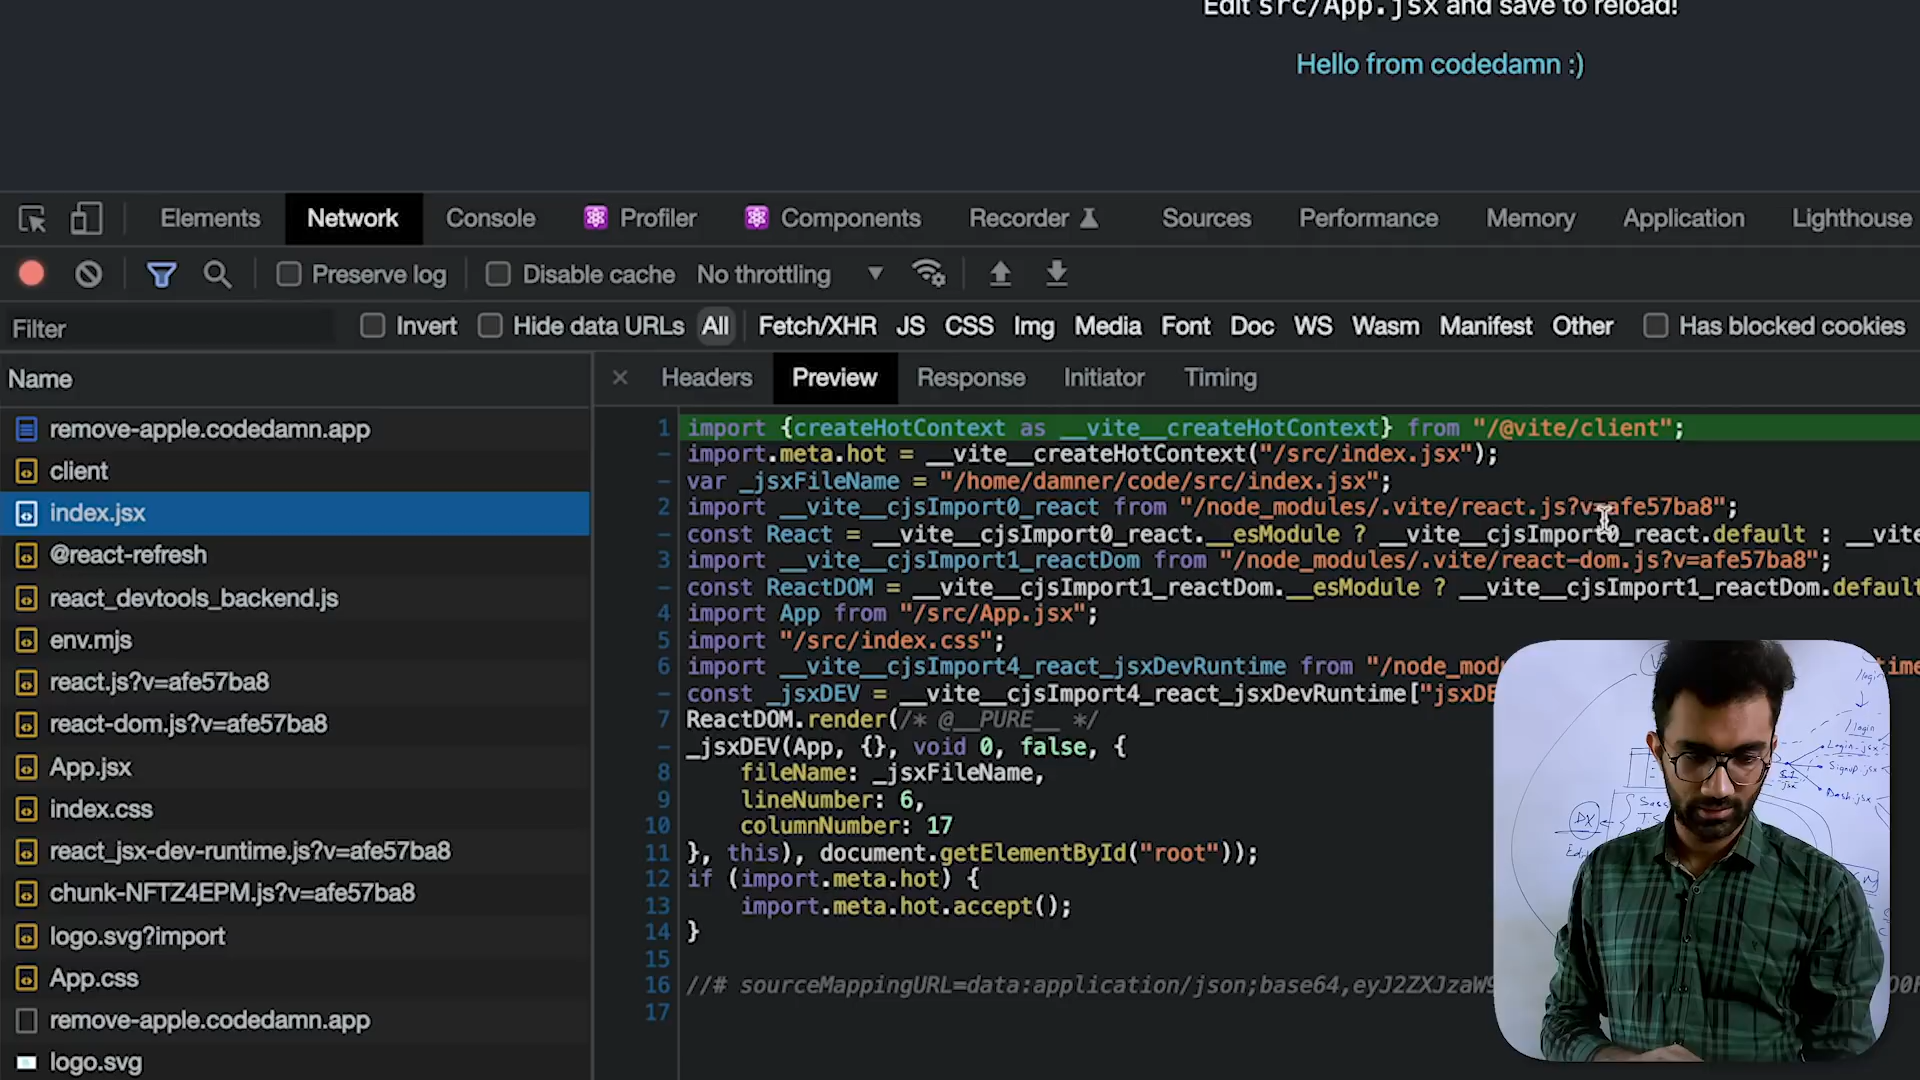 Edit src/App.jsx and save to reload!
Hello from codedamn :)
Elements Network Console Profiler Components Recorder Sources Performance Memory Application Lighthouse
Preserve log Disable cache No throttling
Filter Invert Hide data URLs All Fetch/XHR JS CSS Img Media Font Doc WS Wasm Manifest Other Has blocked cookies
Name
Headers Preview Response Initiator Timing
remove-apple.codedamn.app
client
index.jsx
@react-refresh
react_devtools_backend.js
env.mjs
react.js?v=afe57ba8
react-dom.js?v=afe57ba8
App.jsx
index.css
react_jsx-dev-runtime.js?v=afe57ba8
chunk-NFTZ4EPM.js?v=afe57ba8
logo.svg?import
App.css
remove-apple.codedamn.app
logo.svg
1 import {createHotContext as __vite__createHotContext} from "/@vite/client";
- import.meta.hot = __vite__createHotContext("/src/index.jsx");
- var _jsxFileName = "/home/damner/code/src/index.jsx";
2 import __vite__cjsImport0_react from "/node_modules/.vite/react.js?v=afe57ba8";
- const React = __vite__cjsImport0_react.__esModule ? __vite__cjsImport0_react.default : __vite
3 import __vite__cjsImport1_reactDom from "/node_modules/.vite/react-dom.js?v=afe57ba8";
- const ReactDOM = __vite__cjsImport1_reactDom.__esModule ? __vite__cjsImport1_reactDom.default
4 import App from "/src/App.jsx";
5 import "/src/index.css";
6 import __vite__cjsImport4_react_jsxDevRuntime from "/node_mod
- const _jsxDEV = __vite__cjsImport4_react_jsxDevRuntime["jsxDE
7 ReactDOM.render(/* @__PURE__ */
- _jsxDEV(App, {}, void 0, false, {
8 fileName: _jsxFileName,
9 lineNumber: 6,
10 columnNumber: 17
11 }, this), document.getElementById("root"));
12 if (import.meta.hot) {
13 import.meta.hot.accept();
14 }
15
16 //# sourceMappingURL=data:application/json;base64,eyJ2ZXJzaW9
17
/login
/login
Login.jsx
Signup.jsx
Dash.jsx
DX